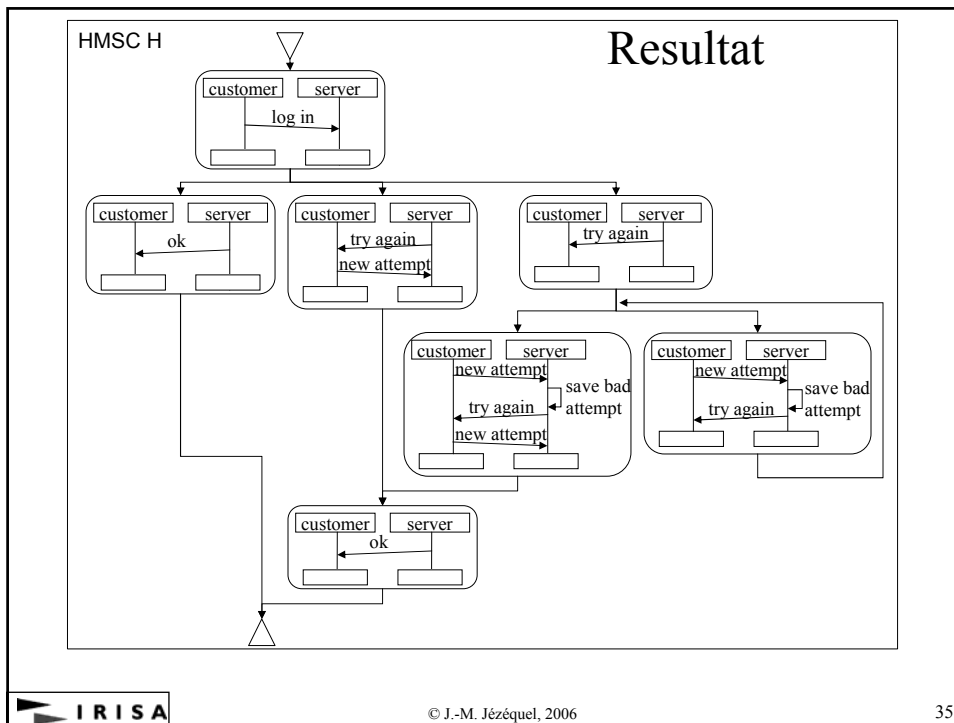 HMSC H
Resultat
customer server
log in
customer server
ok
customer server
try again
new attempt
customer server
try again
customer server
new attempt
save bad
attempt
try again
new attempt
customer server
new attempt
save bad
attempt
try again
customer server
ok
IRISA
© J.-M. Jézéquel, 2006
35